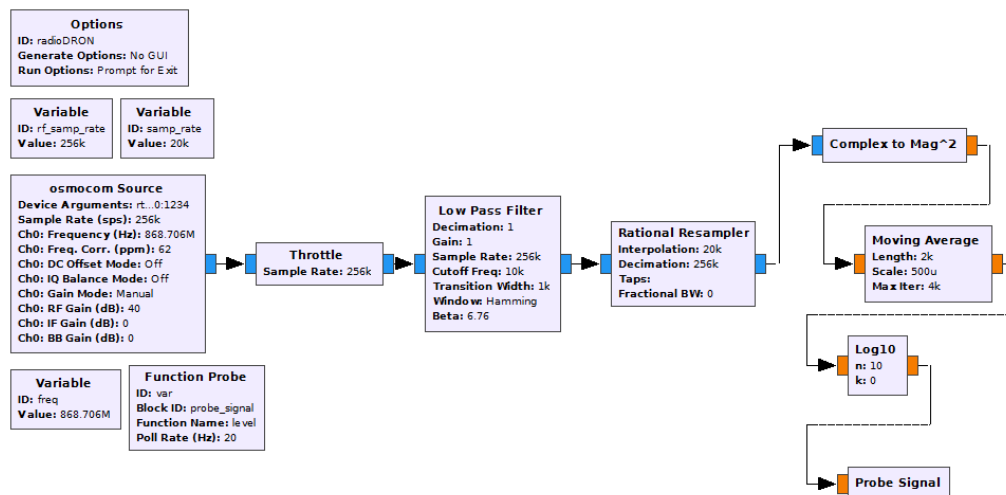 Options
ID: radioDRON
Generate Options: No GUI
Run Options: Prompt for Exit
Variable
ID: rf_samp_rate
Value: 256k
Variable
ID: samp_rate
Value: 20k
osmocom Source
Device Arguments: rt...0:1234
Sample Rate (sps): 256k
Ch0: Frequency (Hz): 868.706M
Ch0: Freq. Corr. (ppm): 62
Ch0: DC Offset Mode: Off
Ch0: IQ Balance Mode: Off
Ch0: Gain Mode: Manual
Ch0: RF Gain (dB): 40
Ch0: IF Gain (dB): 0
Ch0: BB Gain (dB): 0
Throttle
Sample Rate: 256k
Low Pass Filter
Decimation: 1
Gain: 1
Sample Rate: 256k
Cutoff Freq: 10k
Transition Width: 1k
Window: Hamming
Beta: 6.76
Rational Resampler
Interpolation: 20k
Decimation: 256k
Taps:
Fractional BW: 0
Complex to Mag^2
Moving Average
Length: 2k
Scale: 500u
Max Iter: 4k
Log10
n: 10
k: 0
Probe Signal
Variable
ID: freq
Value: 868.706M
Function Probe
ID: var
Block ID: probe_signal
Function Name: level
Poll Rate (Hz): 20